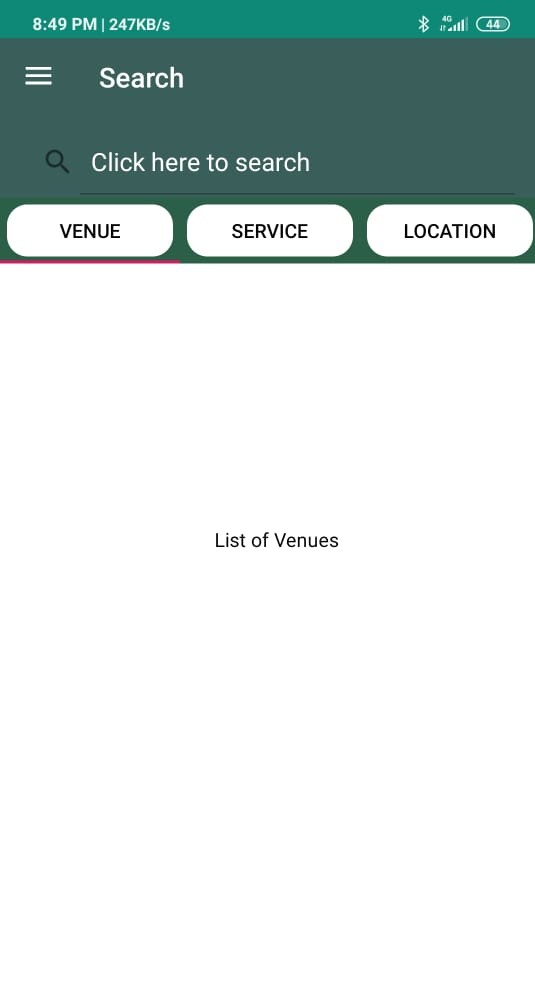 8:49 PM | 247KB/s 4G 44
Search
Click here to search
VENUE SERVICE LOCATION
List of Venues